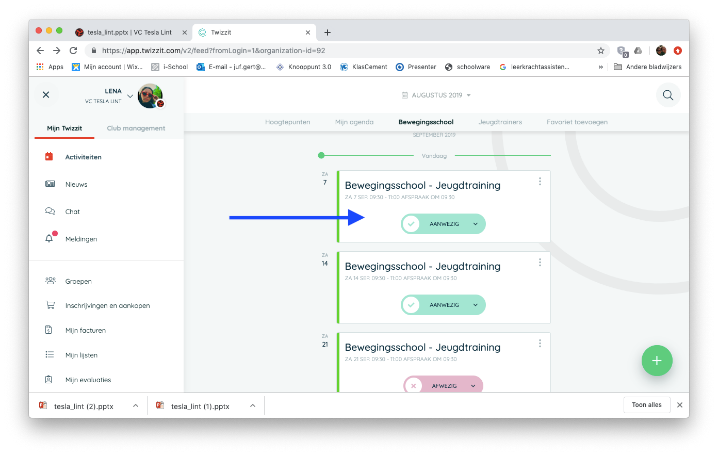 tesla_lint.pptx | VC Tesla Lint
Twizzit
https://app.twizzit.com/v2/feed?fromLogin=1&organization-id=92
Apps
Mijn account | Wix...
i-School
E-mail - juf.gert@...
Knooppunt 3.0
KlasCement
Presenter
schoolware
leerkrachtassisten...
»
Andere bladwijzers
LENA
VC TESLA LINT
Mijn Twizzit
Club management
Activiteiten
Nieuws
Chat
Meldingen
Groepen
Inschrijvingen en aankopen
Mijn facturen
Mijn lijsten
Mijn evaluaties
AUGUSTUS 2019
Hoogtepunten
Mijn agenda
Bewegingsschool
Jeugdtrainers
Favoriet toevoegen
SEPTEMBER 2019
Vandaag
ZA
7
Bewegingsschool - Jeugdtraining
ZA 7 SEP. 09:30 - 11:00 AFSPRAAK OM 09:30
AANWEZIG
ZA
14
Bewegingsschool - Jeugdtraining
ZA 14 SEP. 09:30 - 11:00 AFSPRAAK OM 09:30
AANWEZIG
ZA
21
Bewegingsschool - Jeugdtraining
ZA 21 SEP. 09:30 - 11:00 AFSPRAAK OM 09:30
AFWEZIG
tesla_lint (2).pptx
tesla_lint (1).pptx
Toon alles